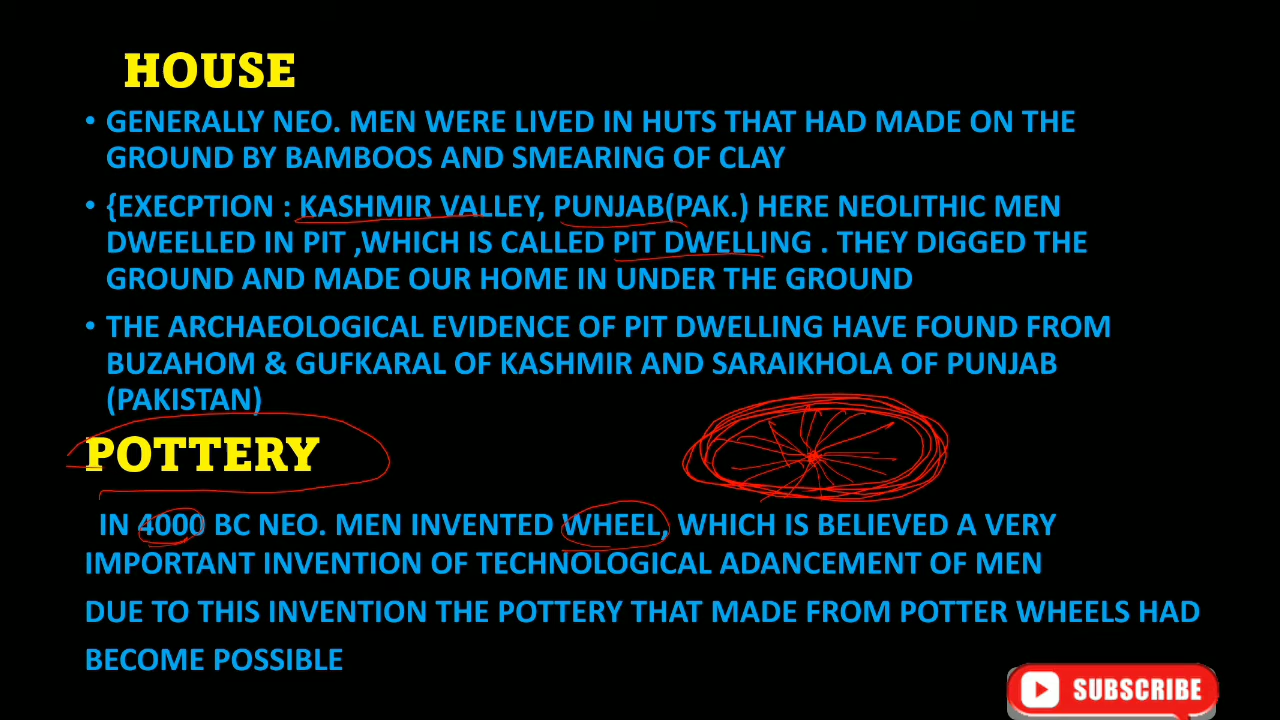 HOUSE
• GENERALLY NEO. MEN WERE LIVED IN HUTS THAT HAD MADE ON THE
GROUND BY BAMBOOS AND SMEARING OF CLAY
• {EXECPTION : KASHMIR VALLEY, PUNJAB(PAK.) HERE NEOLITHIC MEN
DWEELLED IN PIT ,WHICH IS CALLED PIT DWELLING . THEY DIGGED THE
GROUND AND MADE OUR HOME IN UNDER THE GROUND
• THE ARCHAEOLOGICAL EVIDENCE OF PIT DWELLING HAVE FOUND FROM
BUZAHOM & GUFKARAL OF KASHMIR AND SARAIKHOLA OF PUNJAB
(PAKISTAN)
POTTERY
IN 4000 BC NEO. MEN INVENTED WHEEL, WHICH IS BELIEVED A VERY
IMPORTANT INVENTION OF TECHNOLOGICAL ADANCEMENT OF MEN
DUE TO THIS INVENTION THE POTTERY THAT MADE FROM POTTER WHEELS HAD
BECOME POSSIBLE
SUBSCRIBE